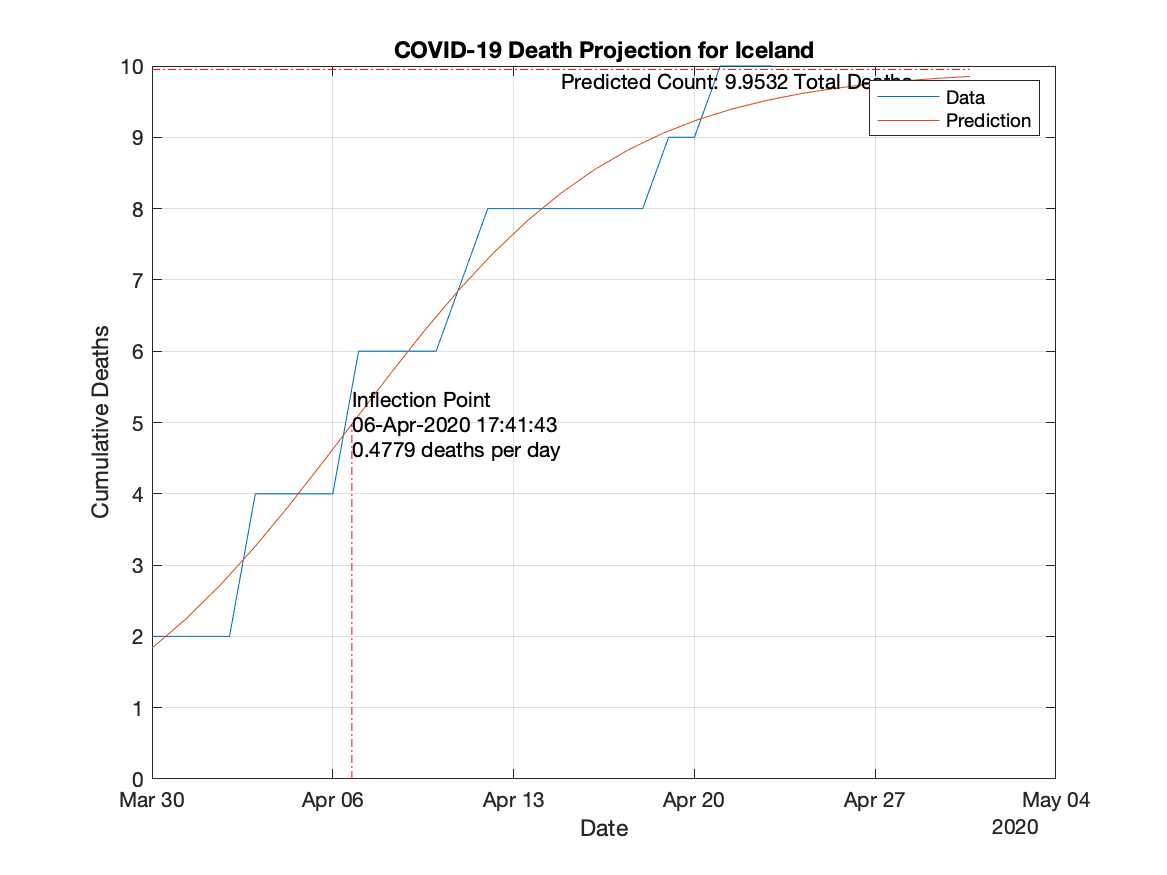 COVID-19 Death Projection for Iceland
10
Predicted Count: 9.9532 Total Deaths
Data
Prediction
9
8
7
6
Inflection Point
5
06-Apr-2020 17:41:43
0.4779 deaths per day
4
3
2
1
0
Cumulative Deaths
Mar 30
Apr 06
Apr 13
Apr 20
Apr 27
May 04
Date
2020